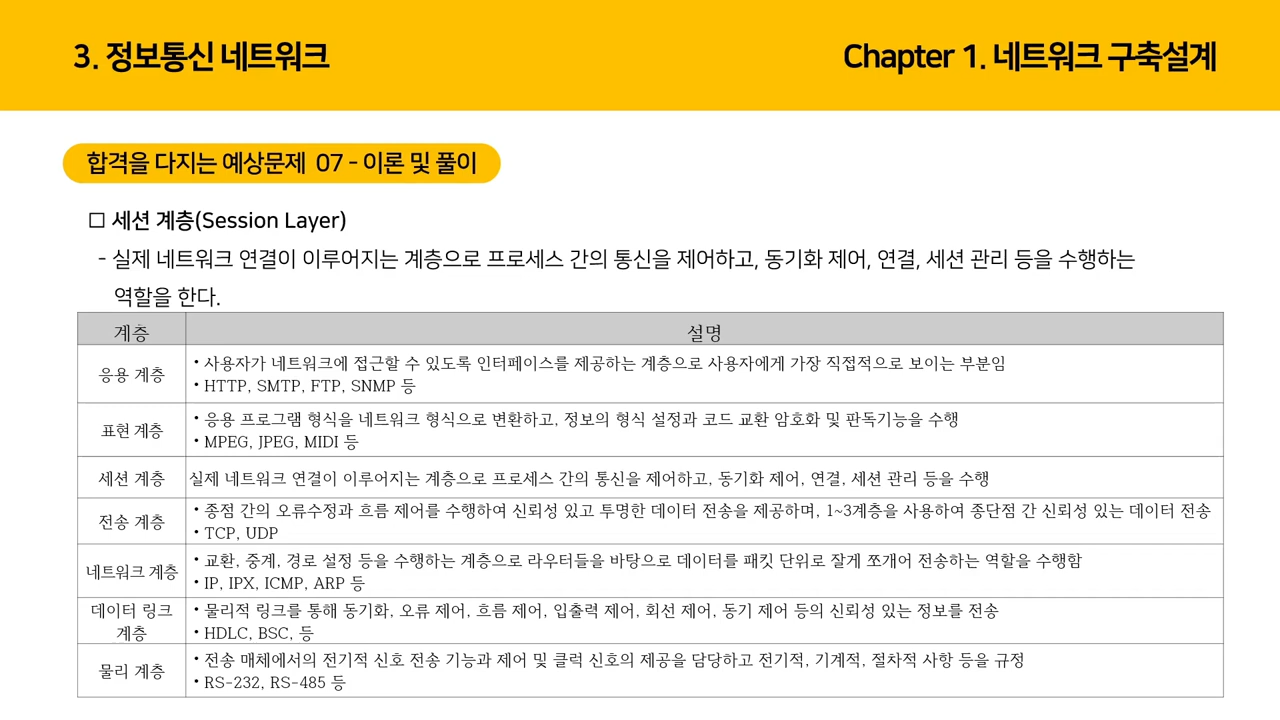 3. 정보통신 네트워크
Chapter 1. 네트워크 구축설계
합격을 다지는 예상문제 07 - 이론 및 풀이
□ 세션 계층(Session Layer)
- 실제 네트워크 연결이 이루어지는 계층으로 프로세스 간의 통신을 제어하고, 동기화 제어, 연결, 세션 관리 등을 수행하는
역할을 한다.
계층 설명
응용 계층
• 사용자가 네트워크에 접근할 수 있도록 인터페이스를 제공하는 계층으로 사용자에게 가장 직접적으로 보이는 부분임
• HTTP, SMTP, FTP, SNMP 등
표현 계층
• 응용 프로그램 형식을 네트워크 형식으로 변환하고, 정보의 형식 설정과 코드 교환 암호화 및 판독기능을 수행
• MPEG, JPEG, MIDI 등
세션 계층
실제 네트워크 연결이 이루어지는 계층으로 프로세스 간의 통신을 제어하고, 동기화 제어, 연결, 세션 관리 등을 수행
전송 계층
• 종점 간의 오류수정과 흐름 제어를 수행하여 신뢰성 있고 투명한 데이터 전송을 제공하며, 1~3계층을 사용하여 종단점 간 신뢰성 있는 데이터 전송
• TCP, UDP
네트워크 계층
• 교환, 중계, 경로 설정 등을 수행하는 계층으로 라우터들을 바탕으로 데이터를 패킷 단위로 잘게 쪼개어 전송하는 역할을 수행함
• IP, IPX, ICMP, ARP 등
데이터 링크
계층
• 물리적 링크를 통해 동기화, 오류 제어, 흐름 제어, 입출력 제어, 회선 제어, 동기 제어 등의 신뢰성 있는 정보를 전송
• HDLC, BSC, 등
물리 계층
• 전송 매체에서의 전기적 신호 전송 기능과 제어 및 클럭 신호의 제공을 담당하고 전기적, 기계적, 절차적 사항 등을 규정
• RS-232, RS-485 등